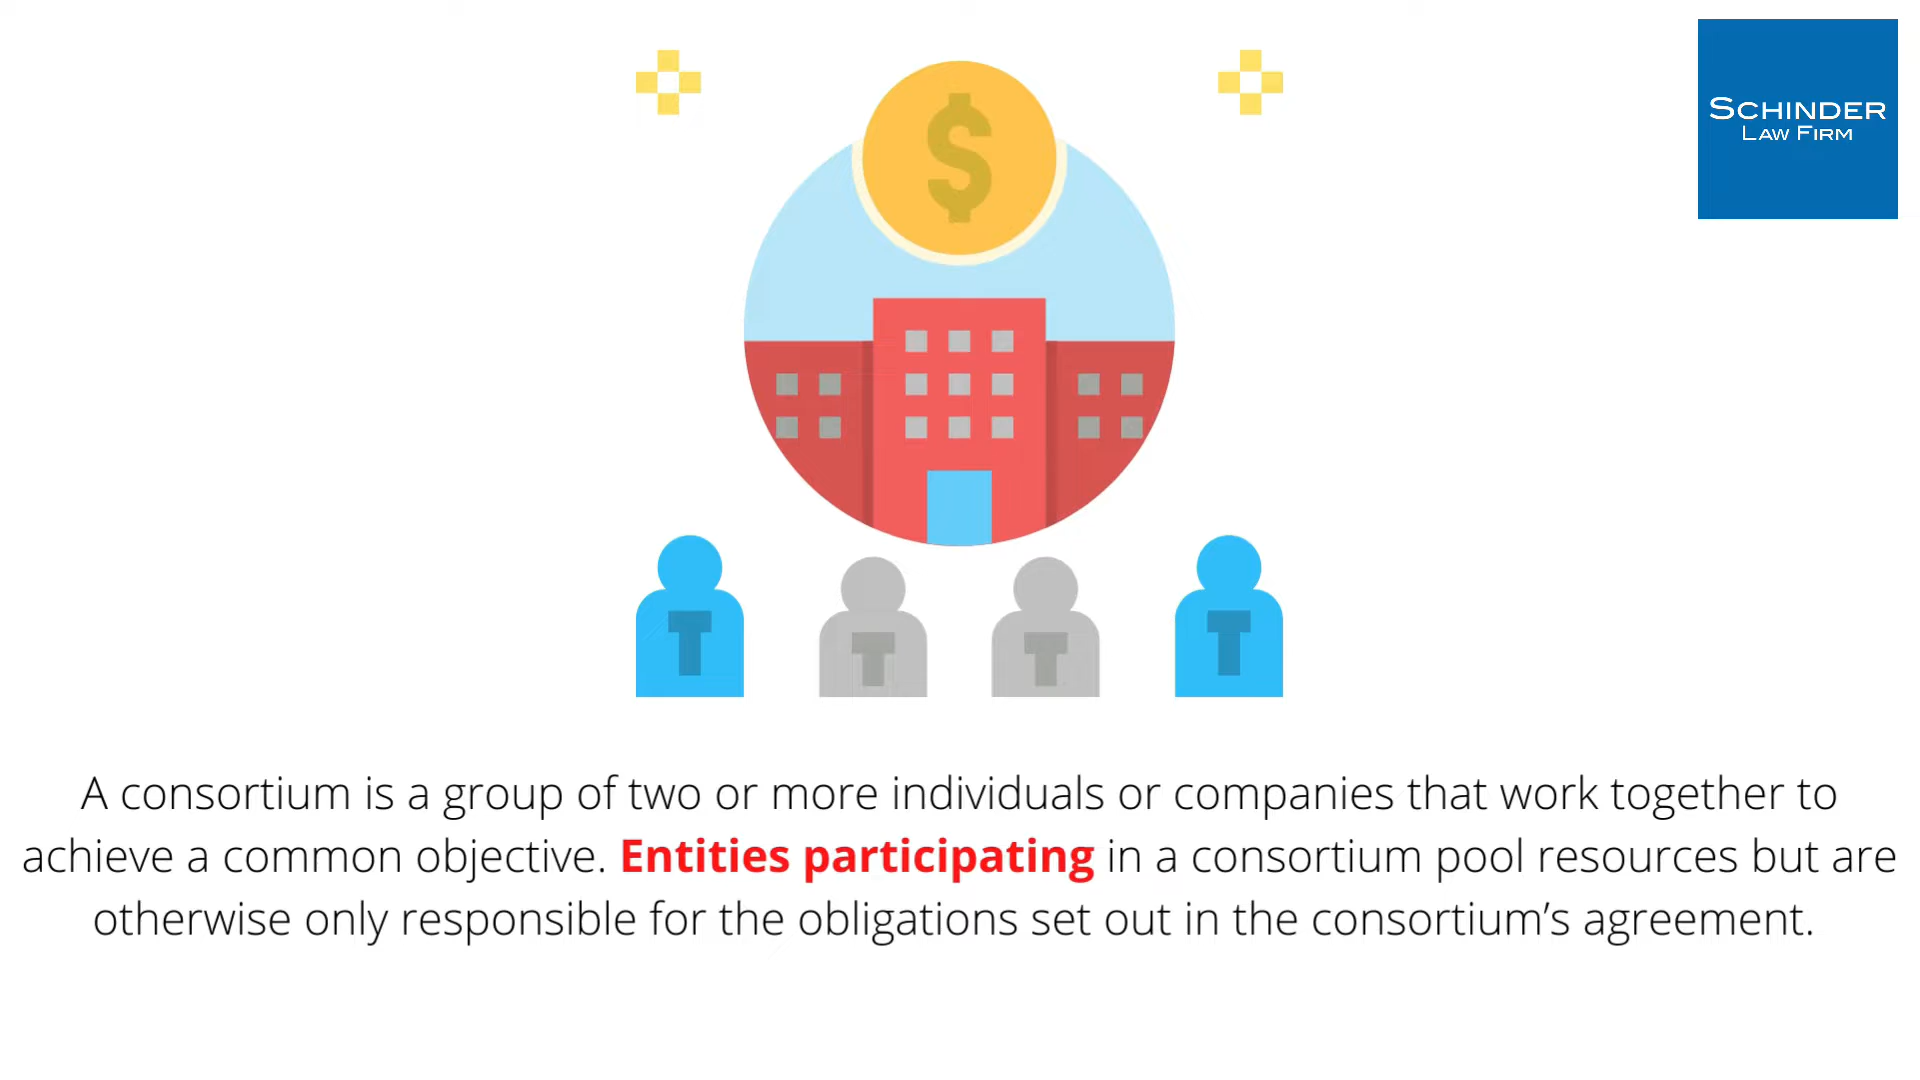 SCHINDER
LAW FIRM
$
T
T
T
T
A consortium is a group of two or more individuals or companies that work together to
achieve a common objective. Entities participating in a consortium pool resources but are
otherwise only responsible for the obligations set out in the consortium’s agreement.